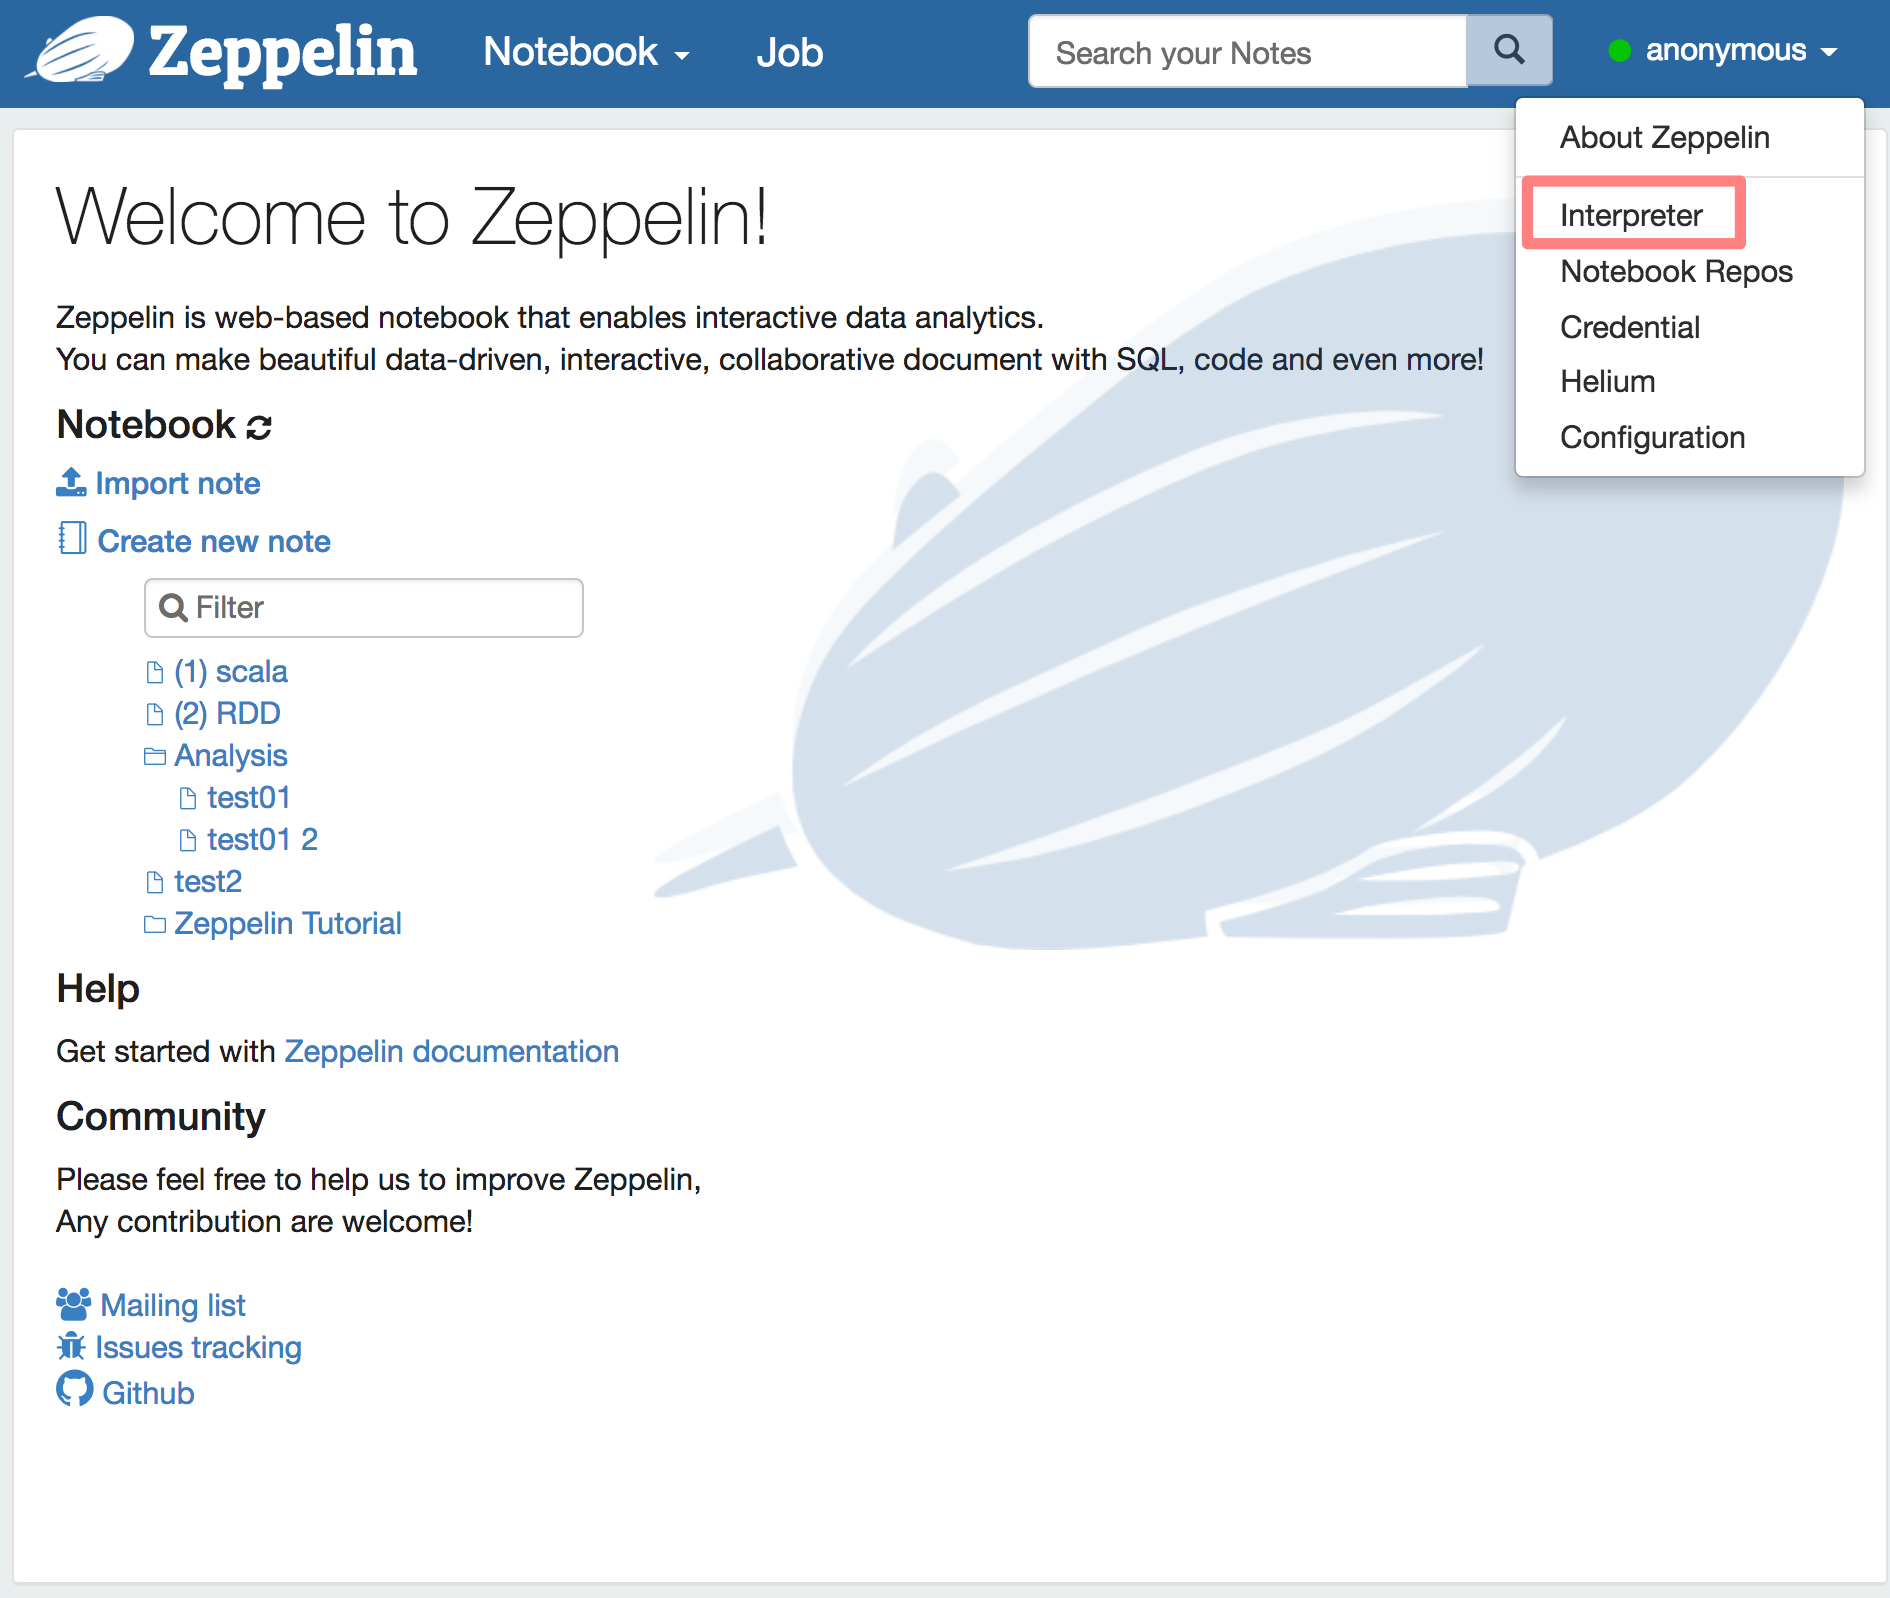 Zeppelin Notebook Job Search your Notes anonymous
About Zeppelin
Interpreter
Notebook Repos
Credential
Helium
Configuration
Welcome to Zeppelin!
Zeppelin is web-based notebook that enables interactive data analytics.
You can make beautiful data-driven, interactive, collaborative document with SQL, code and even more!
Notebook
Import note
Create new note
Filter
(1) scala
(2) RDD
Analysis
test01
test01 2
test2
Zeppelin Tutorial
Help
Get started with Zeppelin documentation
Community
Please feel free to help us to improve Zeppelin,
Any contribution are welcome!
Mailing list
Issues tracking
Github